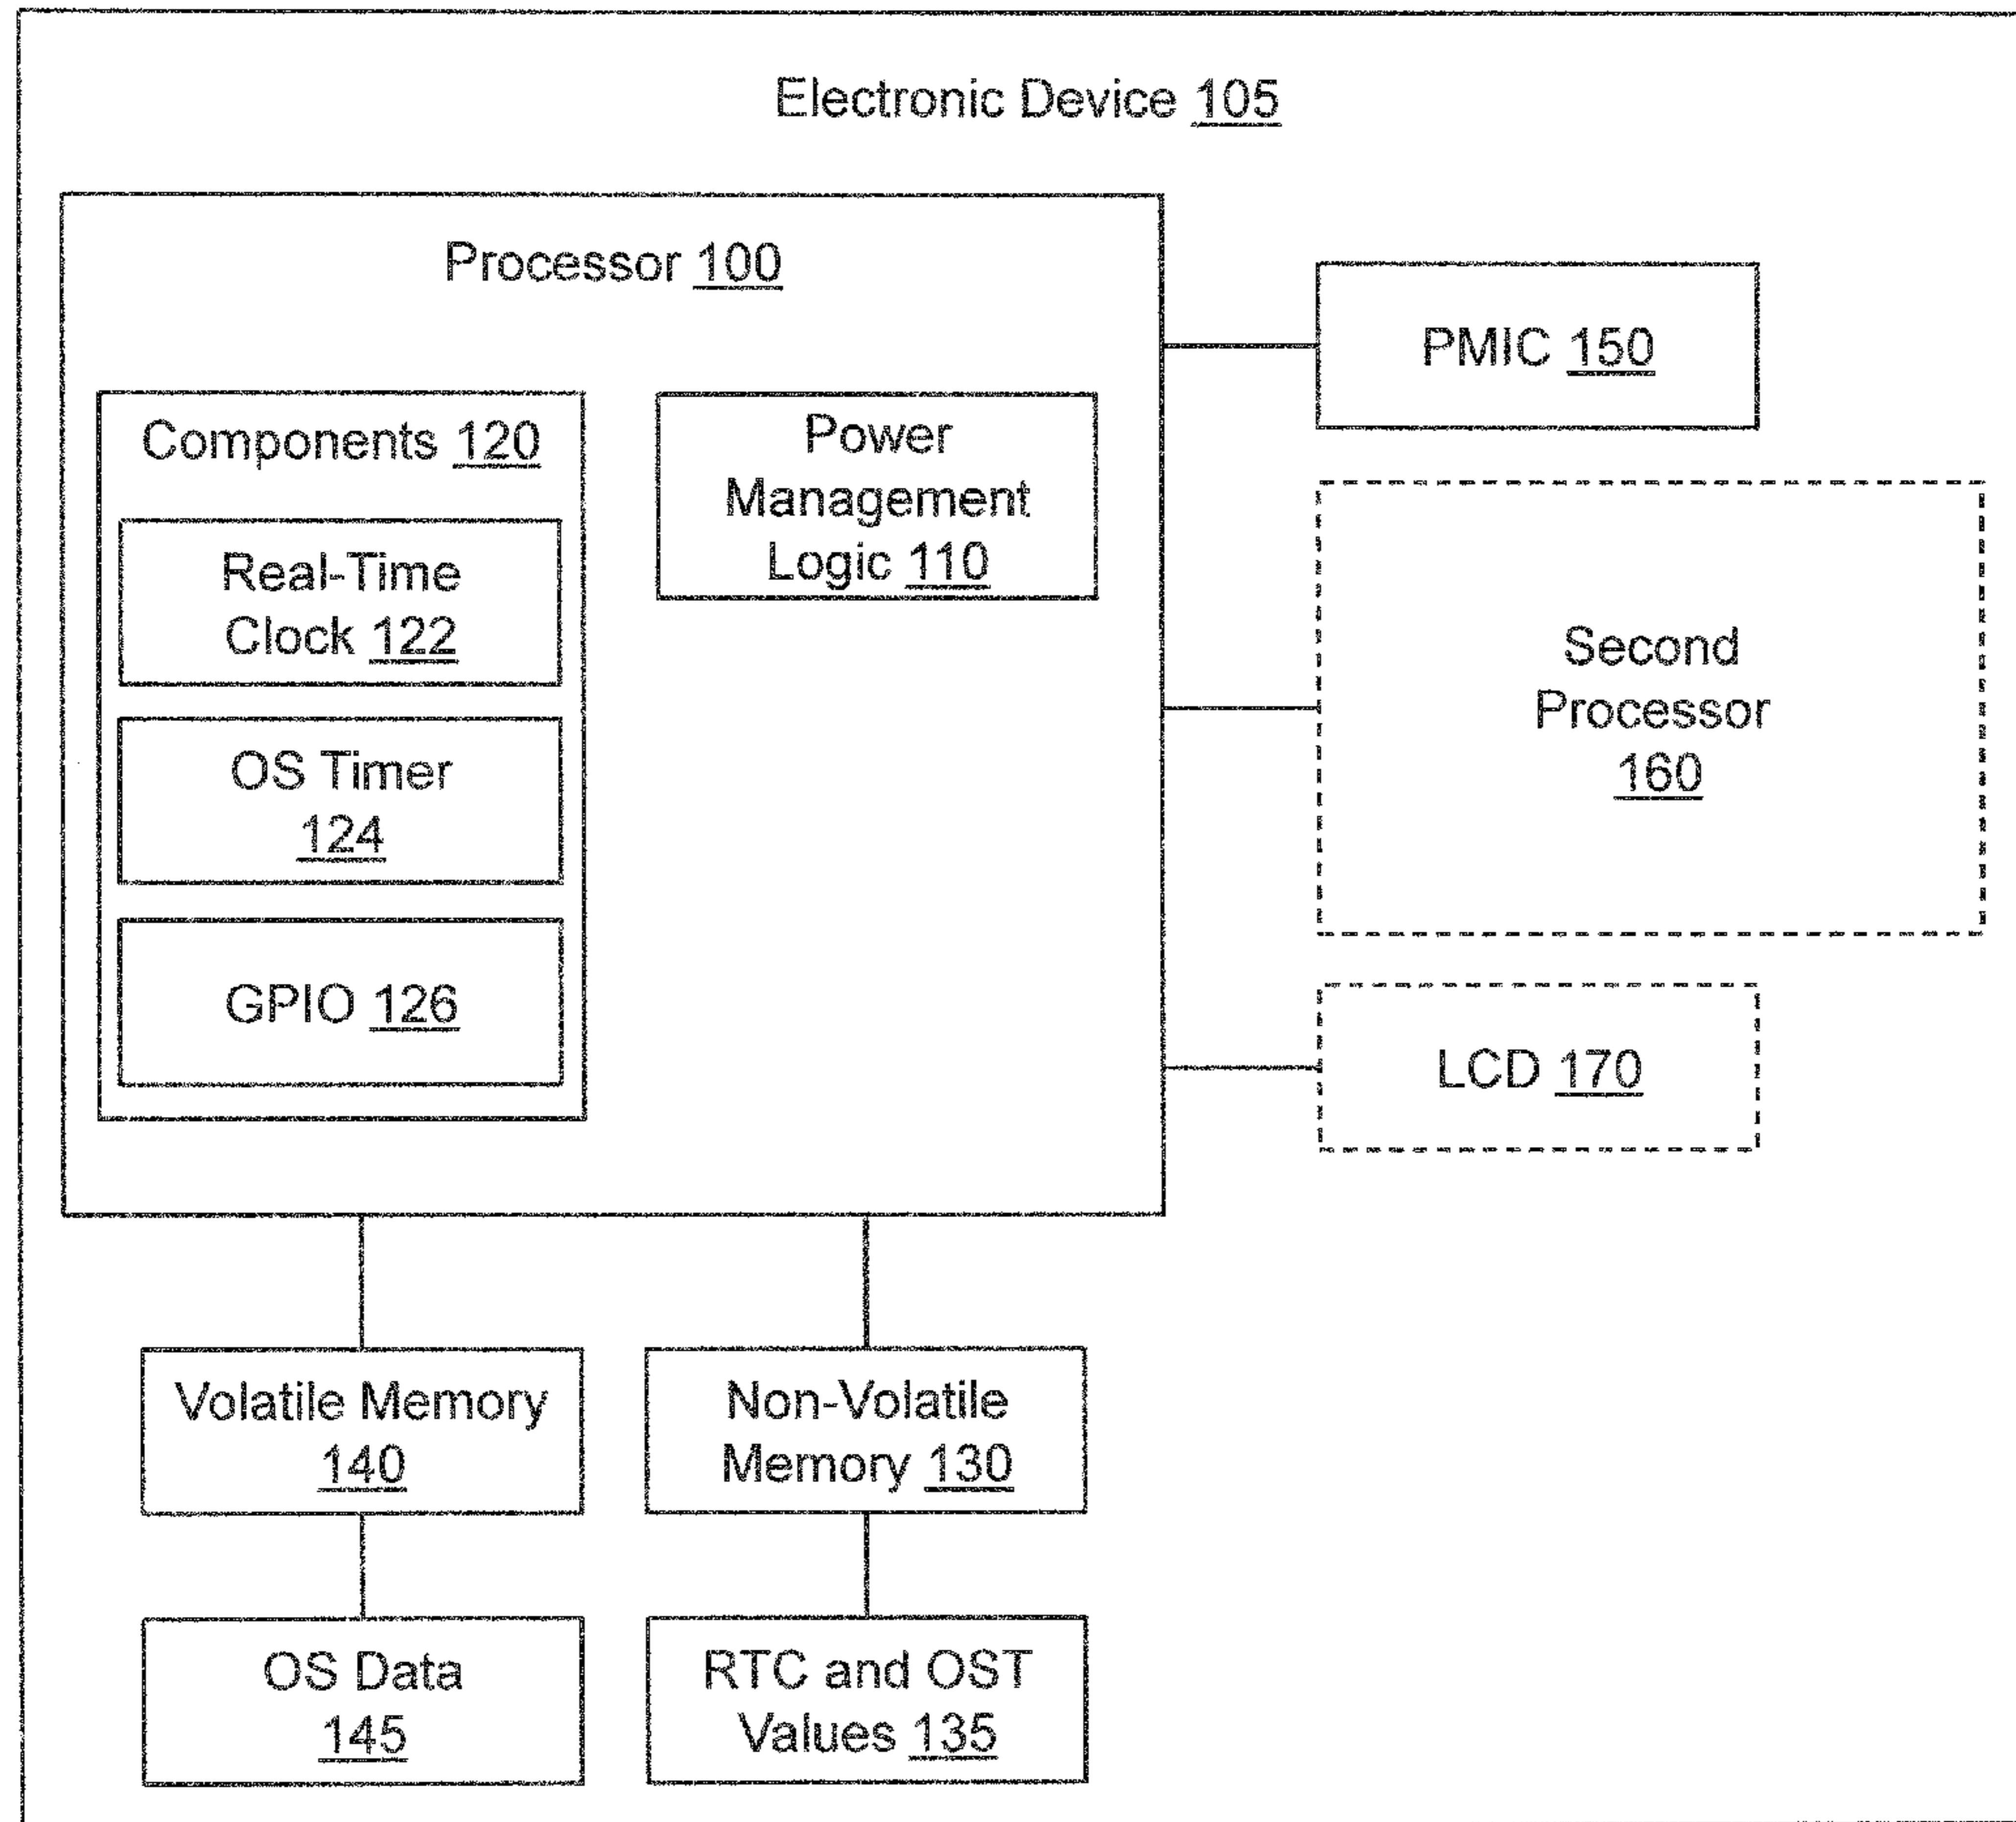 Electronic Device 105
Processor 100
Components 120
Real-Time
Clock 122
OS Timer
124
GPIO 126
Power
Management
Logic 110
PMIC 150
Second
Processor
160
LCD 170
Volatile Memory
140
Non-Volatile
Memory 130
OS Data
145
RTC and OST
Values 135